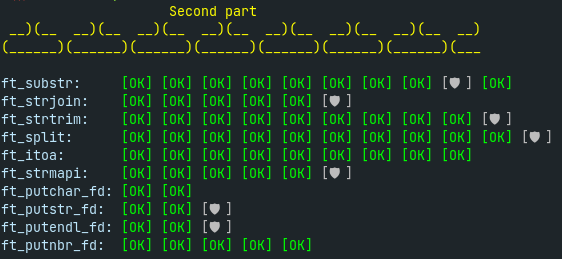 Second part
__)(__ __)(__ __)(__ __)(__ __)(__ __)(__ __)(__ __)
(______)(______)(______)(______)(______)(______)(______)(___
ft_substr: [OK] [OK] [OK] [OK] [OK] [OK] [OK] [OK] [🛡] [OK]
ft_strjoin: [OK] [OK] [OK] [OK] [OK] [🛡]
ft_strtrim: [OK] [OK] [OK] [OK] [OK] [OK] [OK] [OK] [OK] [🛡]
ft_split: [OK] [OK] [OK] [OK] [OK] [OK] [OK] [OK] [OK] [OK] [🛡]
ft_itoa: [OK] [OK] [OK] [OK] [OK] [OK] [OK] [OK] [OK]
ft_strmapi: [OK] [OK] [OK] [OK] [OK] [🛡]
ft_putchar_fd: [OK] [OK]
ft_putstr_fd: [OK] [OK] [🛡]
ft_putendl_fd: [OK] [OK] [🛡]
ft_putnbr_fd: [OK] [OK] [OK] [OK] [OK]